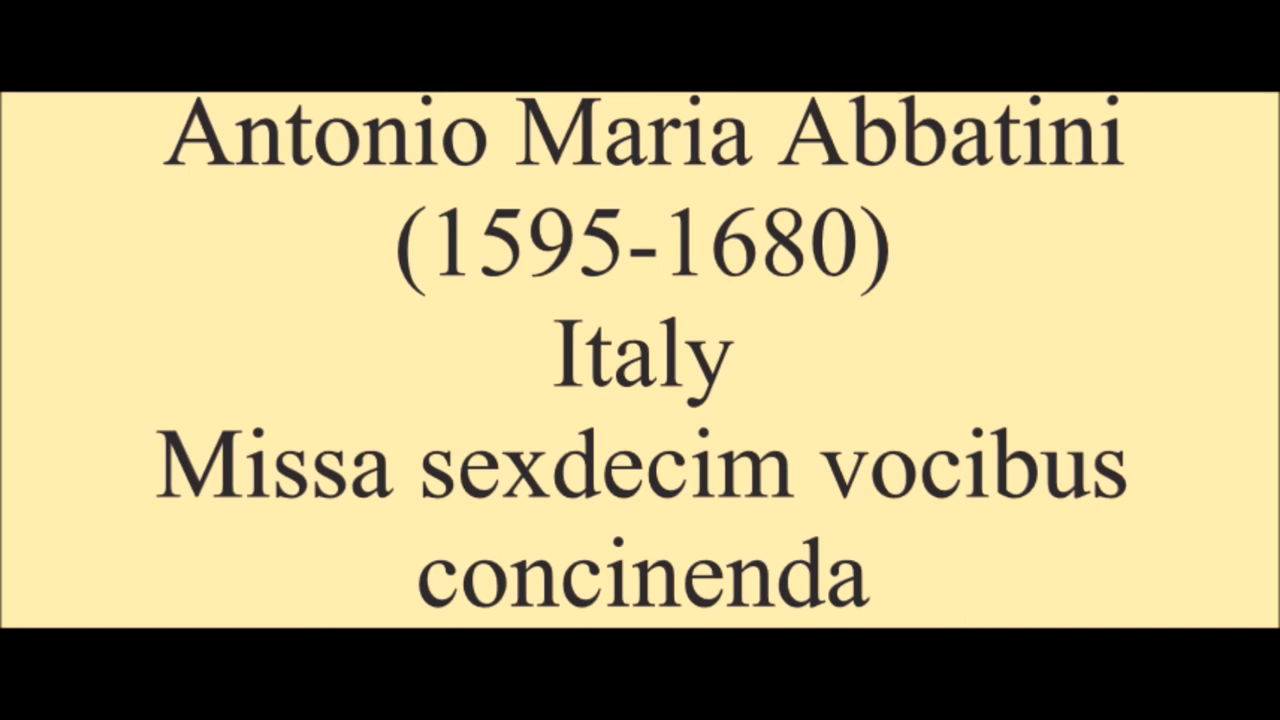 Antonio Maria Abbatini
(1595-1680)
Italy
Missa sexdecim vocibus
concinenda